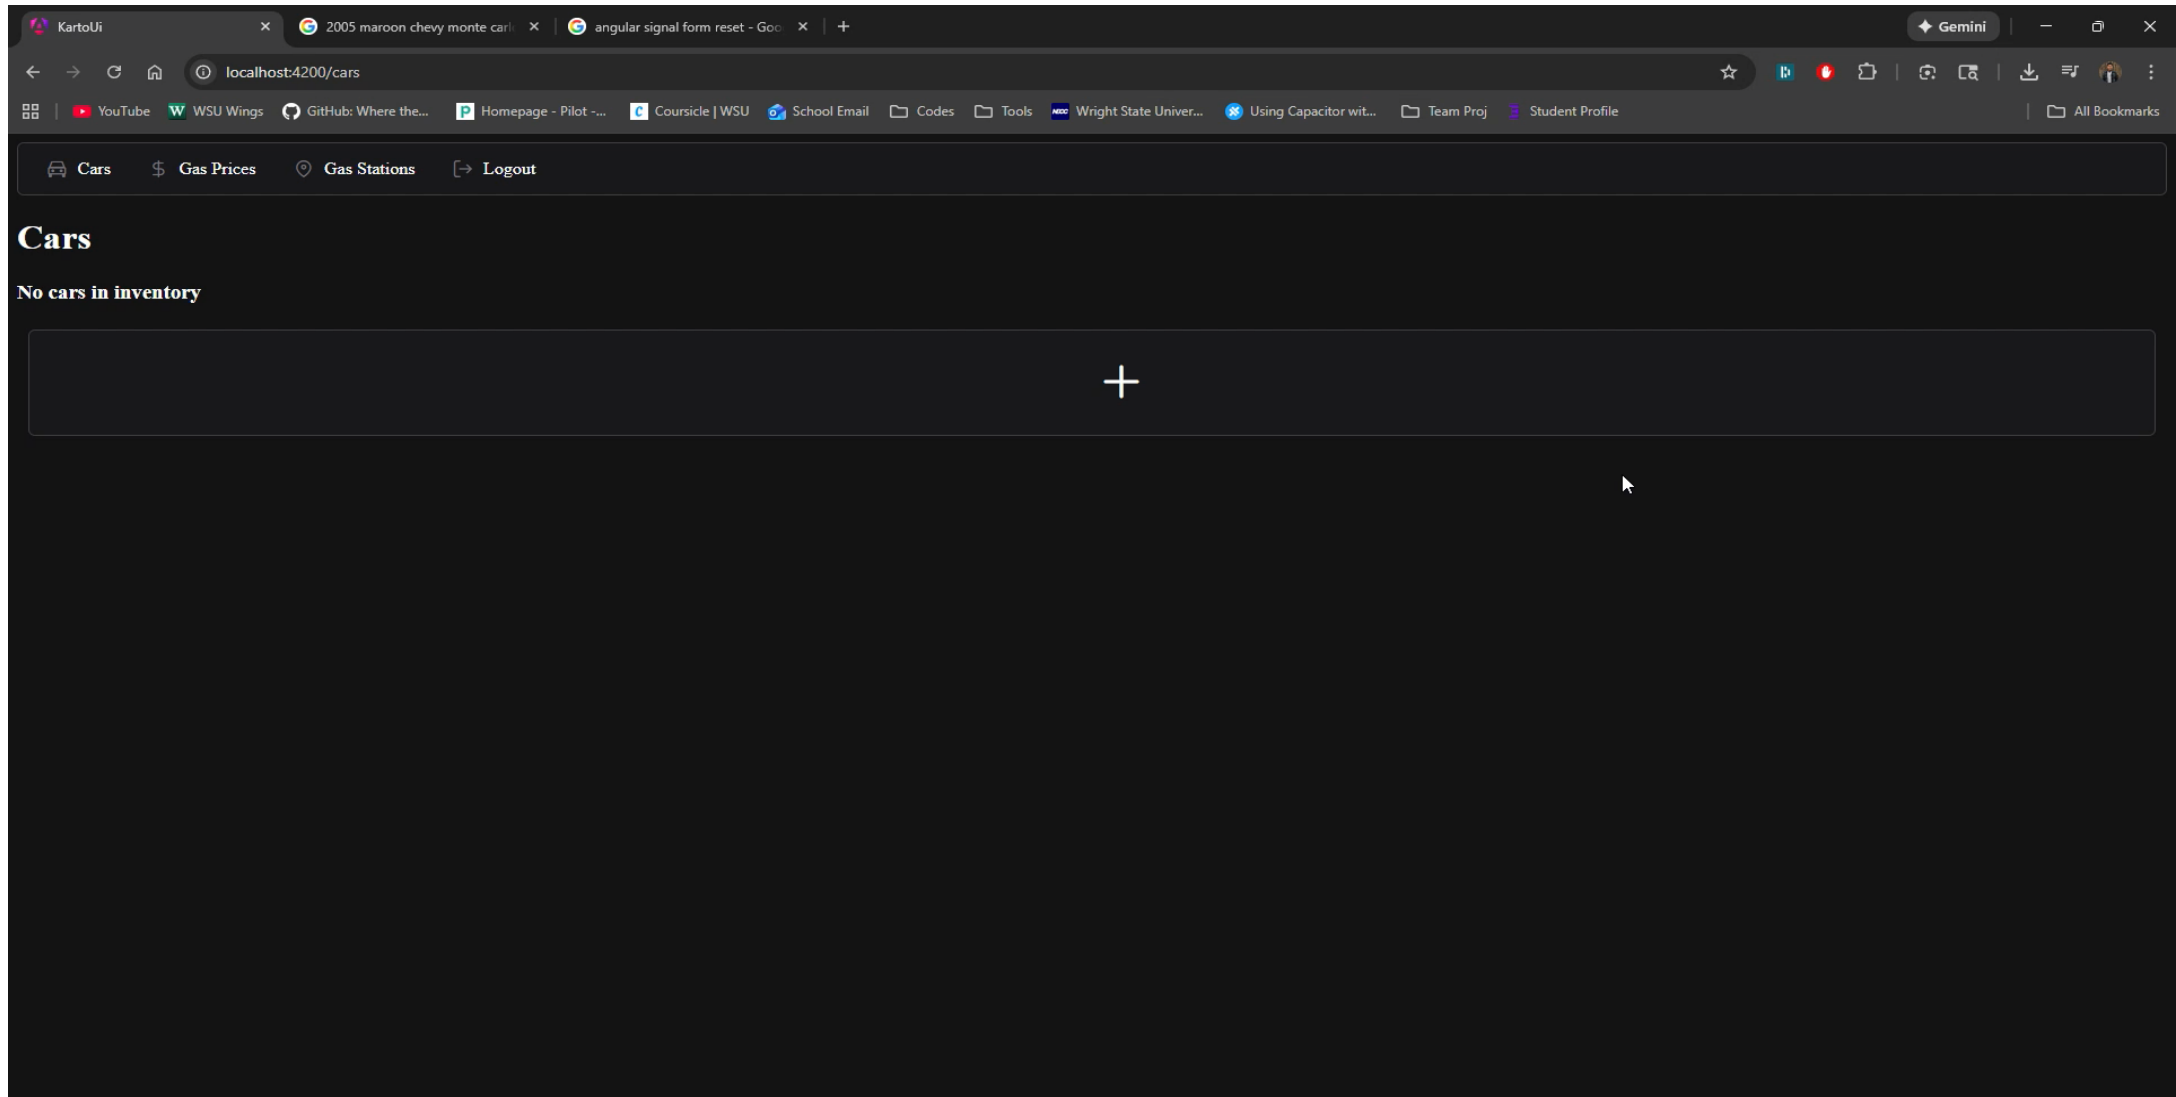 KartoUi
2005 maroon chevy monte carl
angular signal form reset - Goo
Gemini
localhost:4200/cars
YouTube
WSU Wings
GitHub: Where the...
Homepage - Pilot -...
Coursicle | WSU
School Email
Codes
Tools
Wright State Univer...
Using Capacitor wit...
Team Proj
Student Profile
All Bookmarks
Cars
Gas Prices
Gas Stations
Logout
Cars
No cars in inventory